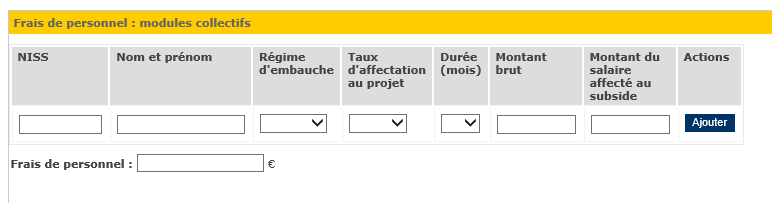 Frais de personnel : modules collectifs
NISS Nom et prénom Régime d'embauche Taux d'affectation au projet Durée (mois) Montant brut Montant du salaire affecté au subside Actions
Ajouter
Frais de personnel : €